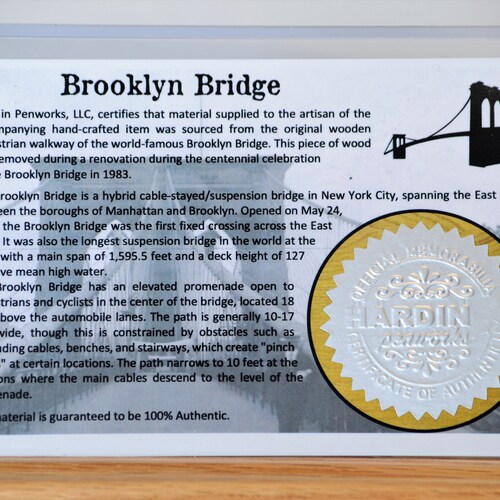 Brooklyn Bridge
in Penworks, LLC, certifies that material supplied to the artisan of the
mpanying hand-crafted item was sourced from the original wooden
strian walkway of the world-famous Brooklyn Bridge. This piece of wood
emoved during a renovation during the centennial celebration
e Brooklyn Bridge in 1983.
rooklyn Bridge is a hybrid cable-stayed/suspension bridge in New York City, spanning the East
een the boroughs of Manhattan and Brooklyn. Opened on May 24,
the Brooklyn Bridge was the first fixed crossing across the East
It was also the longest suspension bridge in the world at the
with a main span of 1,595.5 feet and a deck height of 127
ve mean high water.
Brooklyn Bridge has an elevated promenade open to
trians and cyclists in the center of the bridge, located 18
bove the automobile lanes. The path is generally 10-17
vide, though this is constrained by obstacles such as
ding cables, benches, and stairways, which create "pinch
" at certain locations. The path narrows to 10 feet at the
ons where the main cables descend to the level of the
enade.
aterial is guaranteed to be 100% Authentic.
OFFICIAL MEMORABILIA
HARDIN
penworks
CERTIFICATE OF AUTHENTI